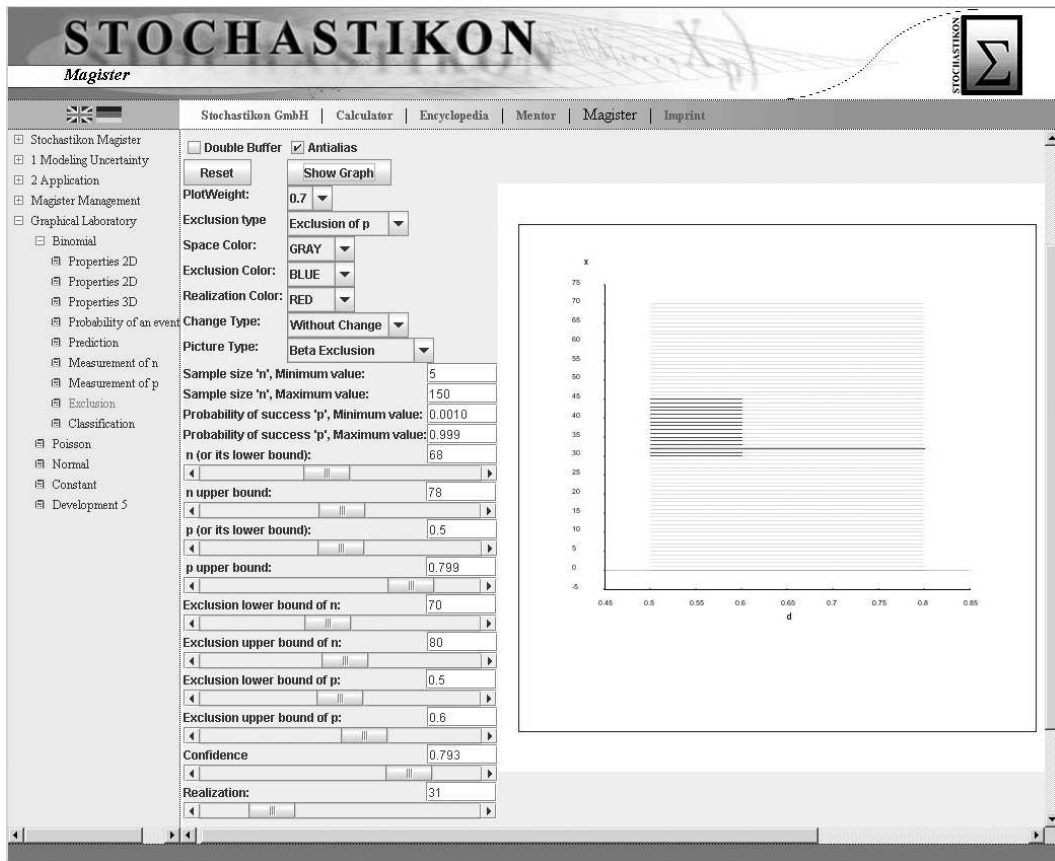 STOCHASTIKON
Magister
STOCHASTIKON
Σ
Stochastikon GmbH | Calculator | Encyclopedia | Mentor | Magister | Imprint
Stochastikon Magister
1 Modeling Uncertainty
2 Application
Magister Management
Graphical Laboratory
Binomial
Properties 2D
Properties 2D
Properties 3D
Probability of an event
Prediction
Measurement of n
Measurement of p
Exclusion
Classification
Poisson
Normal
Constant
Development 5
Double Buffer Antialias
Reset Show Graph
PlotWeight: 0.7
Exclusion type Exclusion of p
Space Color: GRAY
Exclusion Color: BLUE
Realization Color: RED
Change Type: Without Change
Picture Type: Beta Exclusion
Sample size 'n', Minimum value: 5
Sample size 'n', Maximum value: 150
Probability of success 'p', Minimum value: 0.0010
Probability of success 'p', Maximum value: 0.999
n (or its lower bound): 68
n upper bound: 78
p (or its lower bound): 0.5
p upper bound: 0.799
Exclusion lower bound of n: 70
Exclusion upper bound of n: 80
Exclusion lower bound of p: 0.5
Exclusion upper bound of p: 0.6
Confidence 0.793
Realization: 31
x
75
70
65
60
55
50
45
40
35
30
25
20
15
10
5
0
-5
0.45 0.5 0.55 0.6 0.65 0.7 0.75 0.8 0.85
d